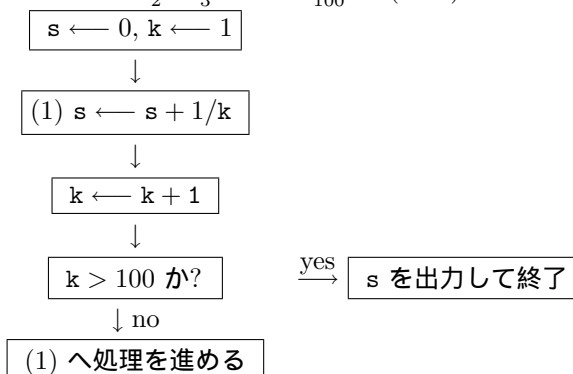 s ⟵ 0, k ⟵ 1
↓
(1) s ⟵ s + 1/k
↓
k ⟵ k + 1
↓
k > 100 か? yes ⟶ s を出力して終了
↓ no
(1) へ処理を進める